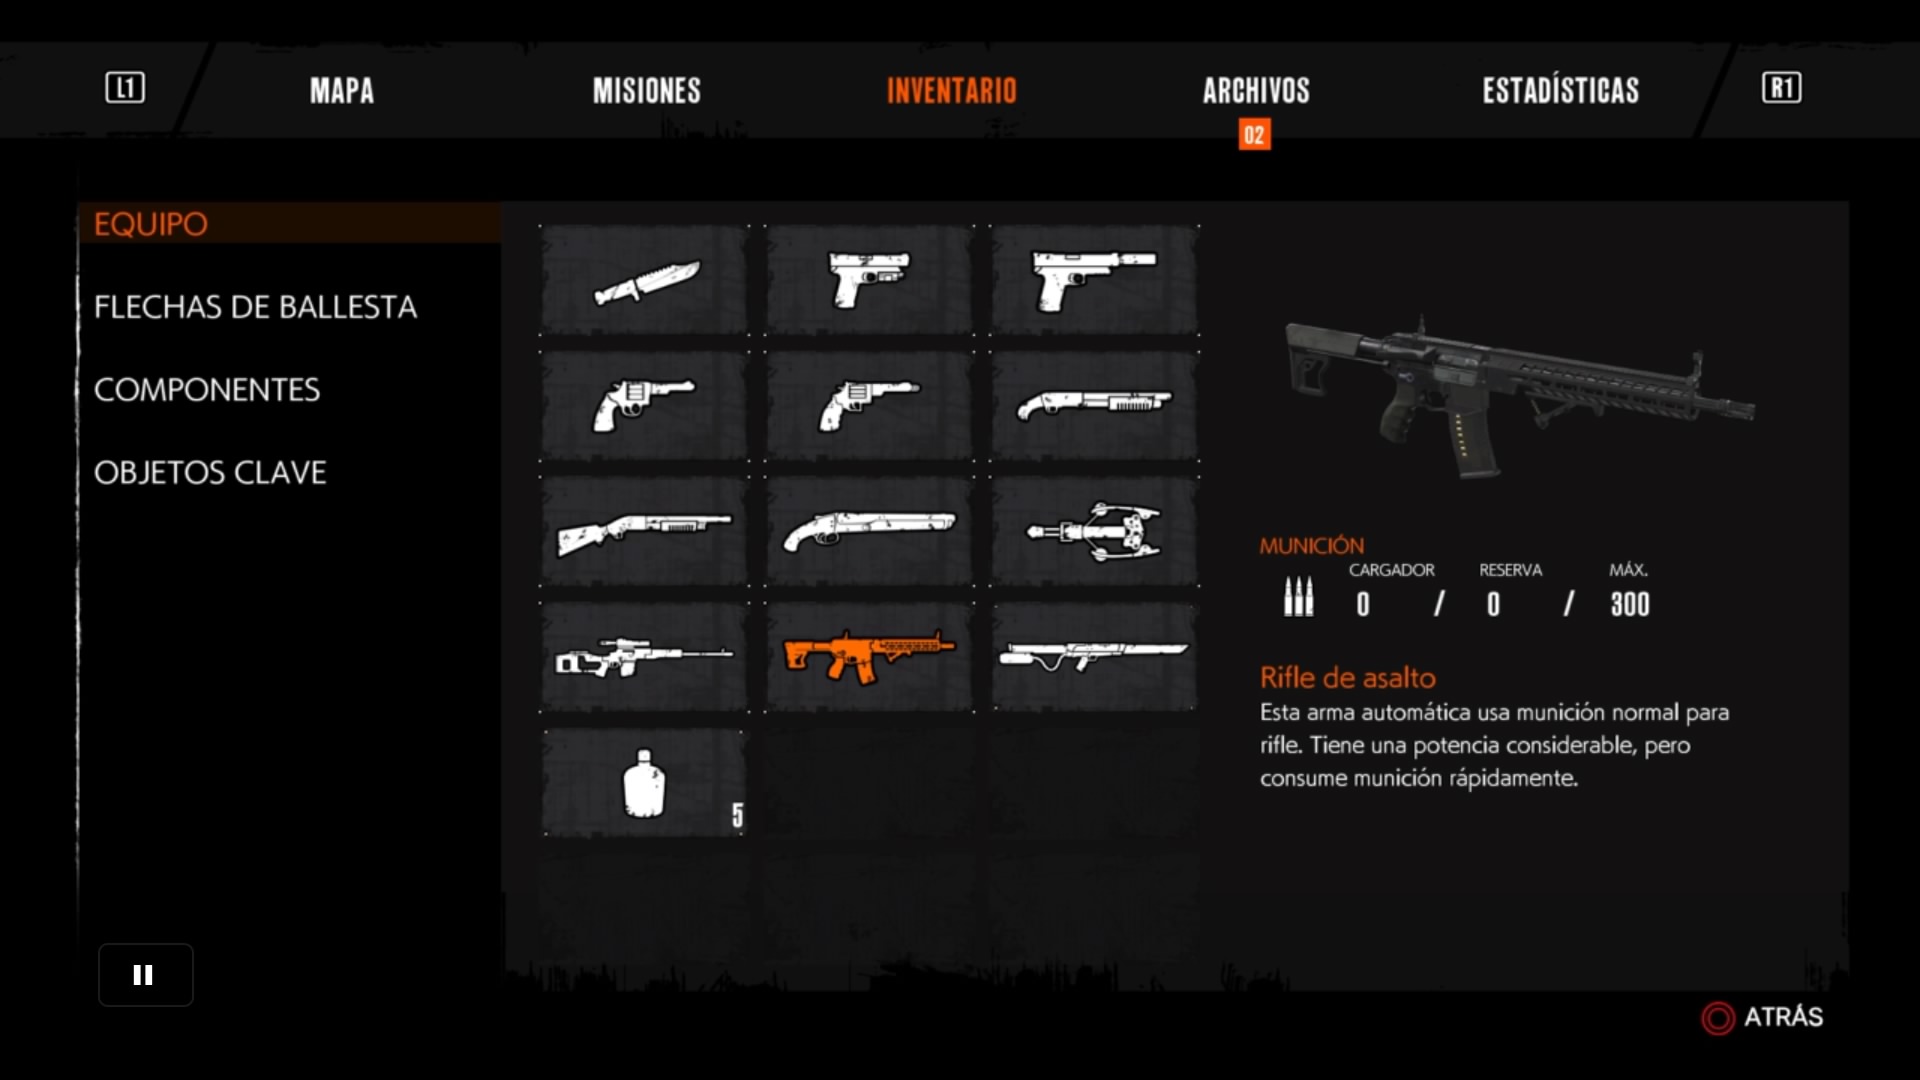 L1
MAPA
MISIONES
INVENTARIO
ARCHIVOS
ESTADÍSTICAS
R1
02
EQUIPO
FLECHAS DE BALLESTA
COMPONENTES
OBJETOS CLAVE
5
MUNICIÓN
CARGADOR RESERVA MÁX.
0 / 0 / 300
Rifle de asalto
Esta arma automática usa munición normal para
rifle. Tiene una potencia considerable, pero
consume munición rápidamente.
ATRÁS